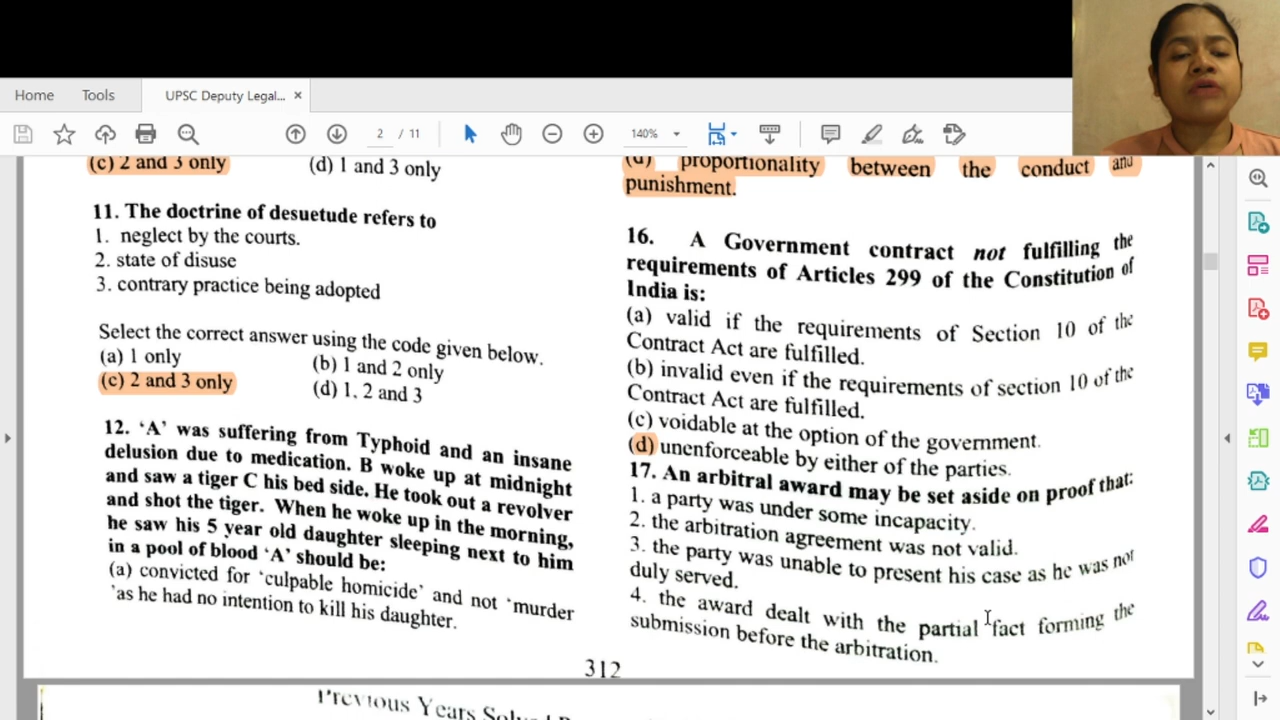 Home
Tools
UPSC Deputy Legal...
2 / 11
140%
(c) 2 and 3 only
(d) 1 and 3 only
11. The doctrine of desuetude refers to
1. neglect by the courts.
2. state of disuse
3. contrary practice being adopted
Select the correct answer using the code given below.
(a) 1 only
(b) 1 and 2 only
(c) 2 and 3 only
(d) 1, 2 and 3
12. ‘A’ was suffering from Typhoid and an insane
delusion due to medication. B woke up at midnight
and saw a tiger C his bed side. He took out a revolver
and shot the tiger. When he woke up in the morning,
he saw his 5 year old daughter sleeping next to him
in a pool of blood ‘A’ should be:
(a) convicted for ‘culpable homicide’ and not ‘murder
’as he had no intention to kill his daughter.
(d) proportionality between the conduct and
punishment.
16. A Government contract not fulfilling the
requirements of Articles 299 of the Constitution of
India is:
(a) valid if the requirements of Section 10 of the
Contract Act are fulfilled.
(b) invalid even if the requirements of section 10 of the
Contract Act are fulfilled.
(c) voidable at the option of the government.
(d) unenforceable by either of the parties.
17. An arbitral award may be set aside on proof that:
1. a party was under some incapacity.
2. the arbitration agreement was not valid.
3. the party was unable to present his case as he was not
duly served.
4. the award dealt with the partial fact forming the
submission before the arbitration.
312
Previous Years